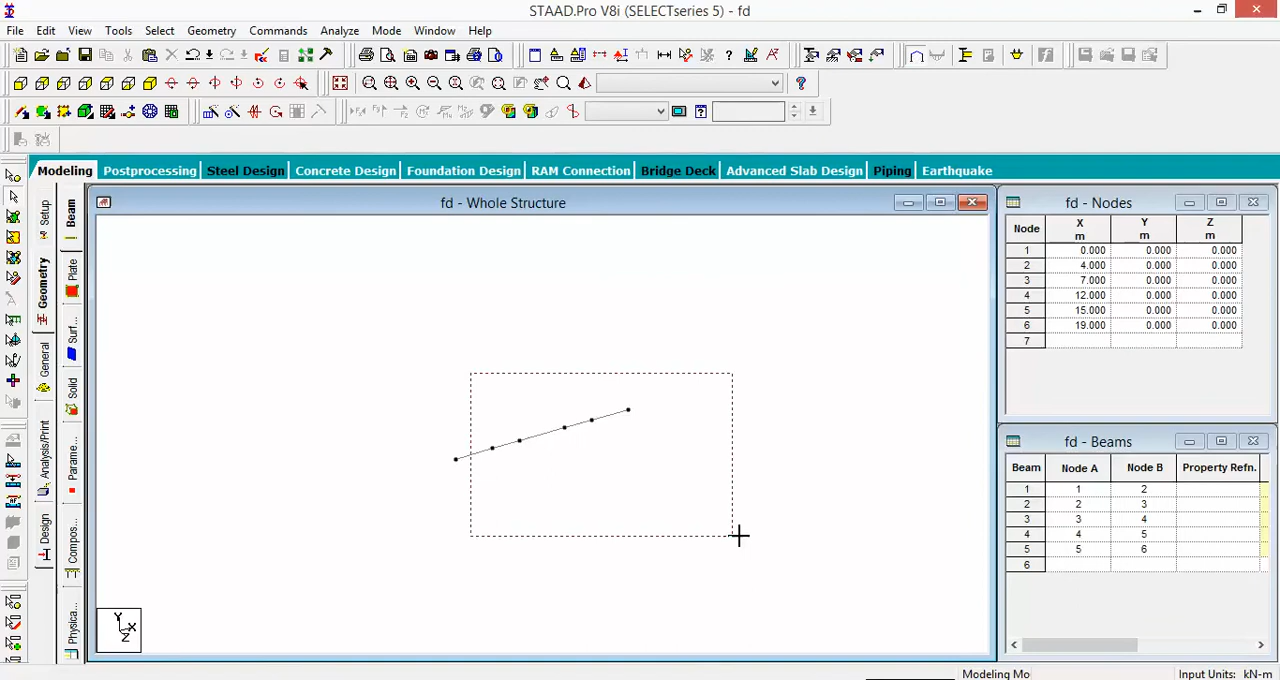 STAAD.Pro V8i (SELECTseries 5) - fd
File Edit View Tools Select Geometry Commands Analyze Mode Window Help
Modeling Postprocessing Steel Design Concrete Design Foundation Design RAM Connection Bridge Deck Advanced Slab Design Piping Earthquake
Setup
Geometry
General
Analysis/Print
Design
Beam
Plate
Surf...
Solid
Parame...
Compos...
Physica...
fd - Whole Structure
Y
X
Z
fd - Nodes
Node X m Y m Z m
1 0.000 0.000 0.000
2 4.000 0.000 0.000
3 7.000 0.000 0.000
4 12.000 0.000 0.000
5 15.000 0.000 0.000
6 19.000 0.000 0.000
7
fd - Beams
Beam Node A Node B Property Refn.
1 1 2
2 2 3
3 3 4
4 4 5
5 5 6
6
Modeling Mo Input Units: kN-m